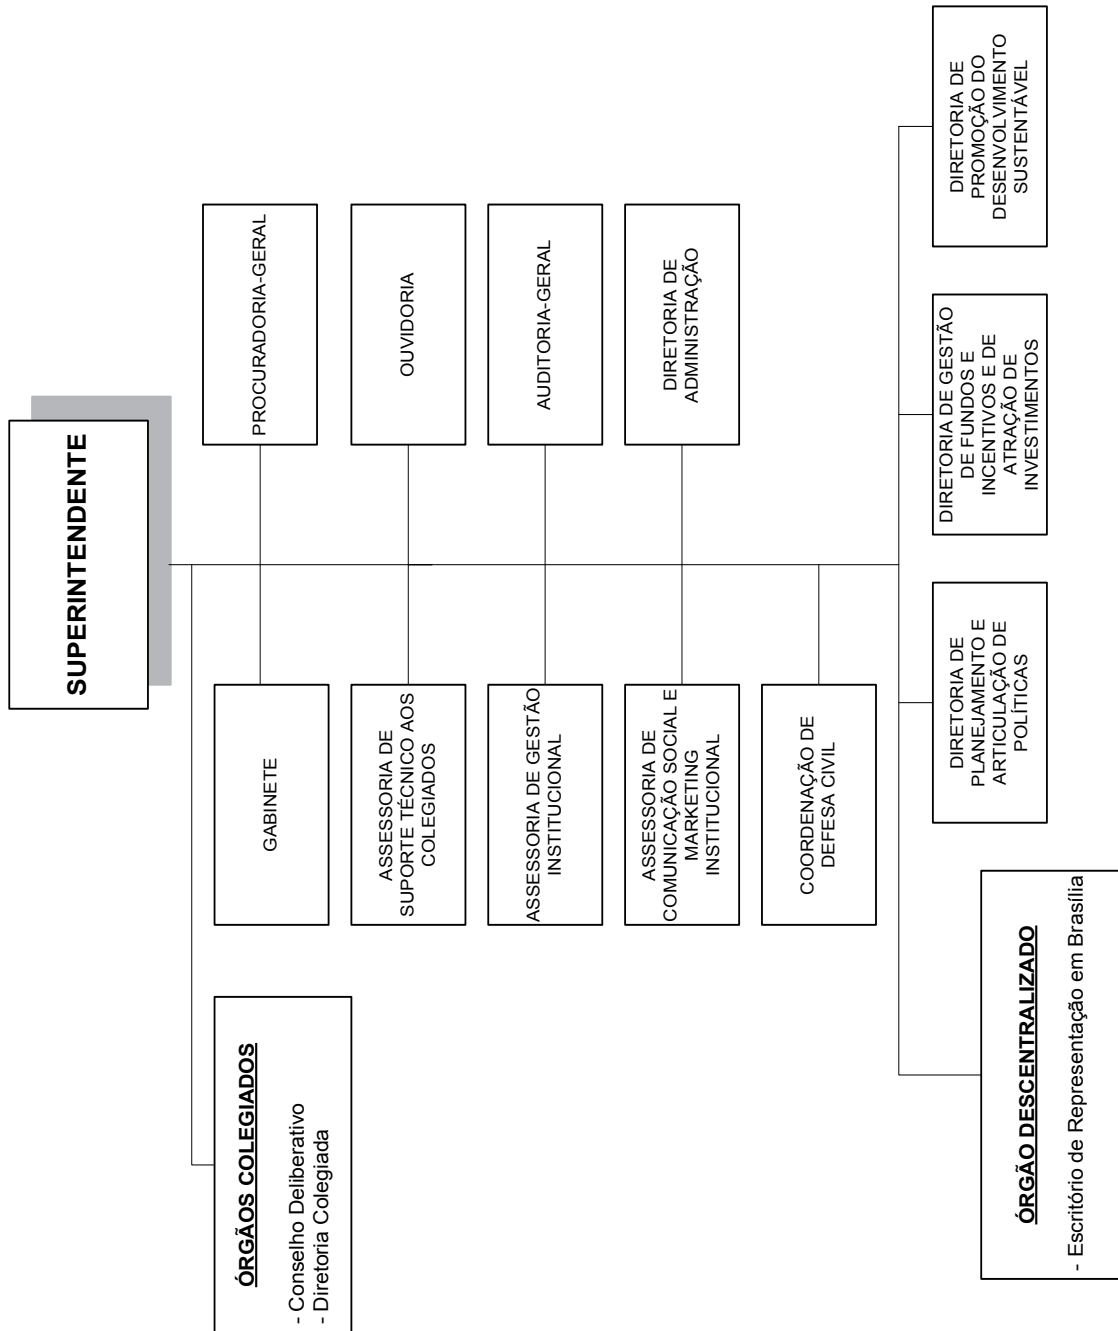 SUPERINTENDENTE
ÓRGÃOS COLEGIADOS
- Conselho Deliberativo
- Diretoria Colegiada
GABINETE
PROCURADORIA-GERAL
ASSESSORIA DE
SUPORTE TÉCNICO AOS
COLEGIADOS
OUVIDORIA
ASSESSORIA DE GESTÃO
INSTITUCIONAL
AUDITORIA-GERAL
ASSESSORIA DE
COMUNICAÇÃO SOCIAL E
MARKETING
INSTITUCIONAL
DIRETORIA DE
ADMINISTRAÇÃO
COORDENAÇÃO DE
DEFESA CIVIL
ÓRGÃO DESCENTRALIZADO
- Escritório de Representação em Brasília
DIRETORIA DE
PLANEJAMENTO E
ARTICULAÇÃO DE
POLÍTICAS
DIRETORIA DE GESTÃO
DE FUNDOS E
INCENTIVOS E DE
ATRAÇÃO DE
INVESTIMENTOS
DIRETORIA DE
PROMOÇÃO DO
DESENVOLVIMENTO
SUSTENTÁVEL